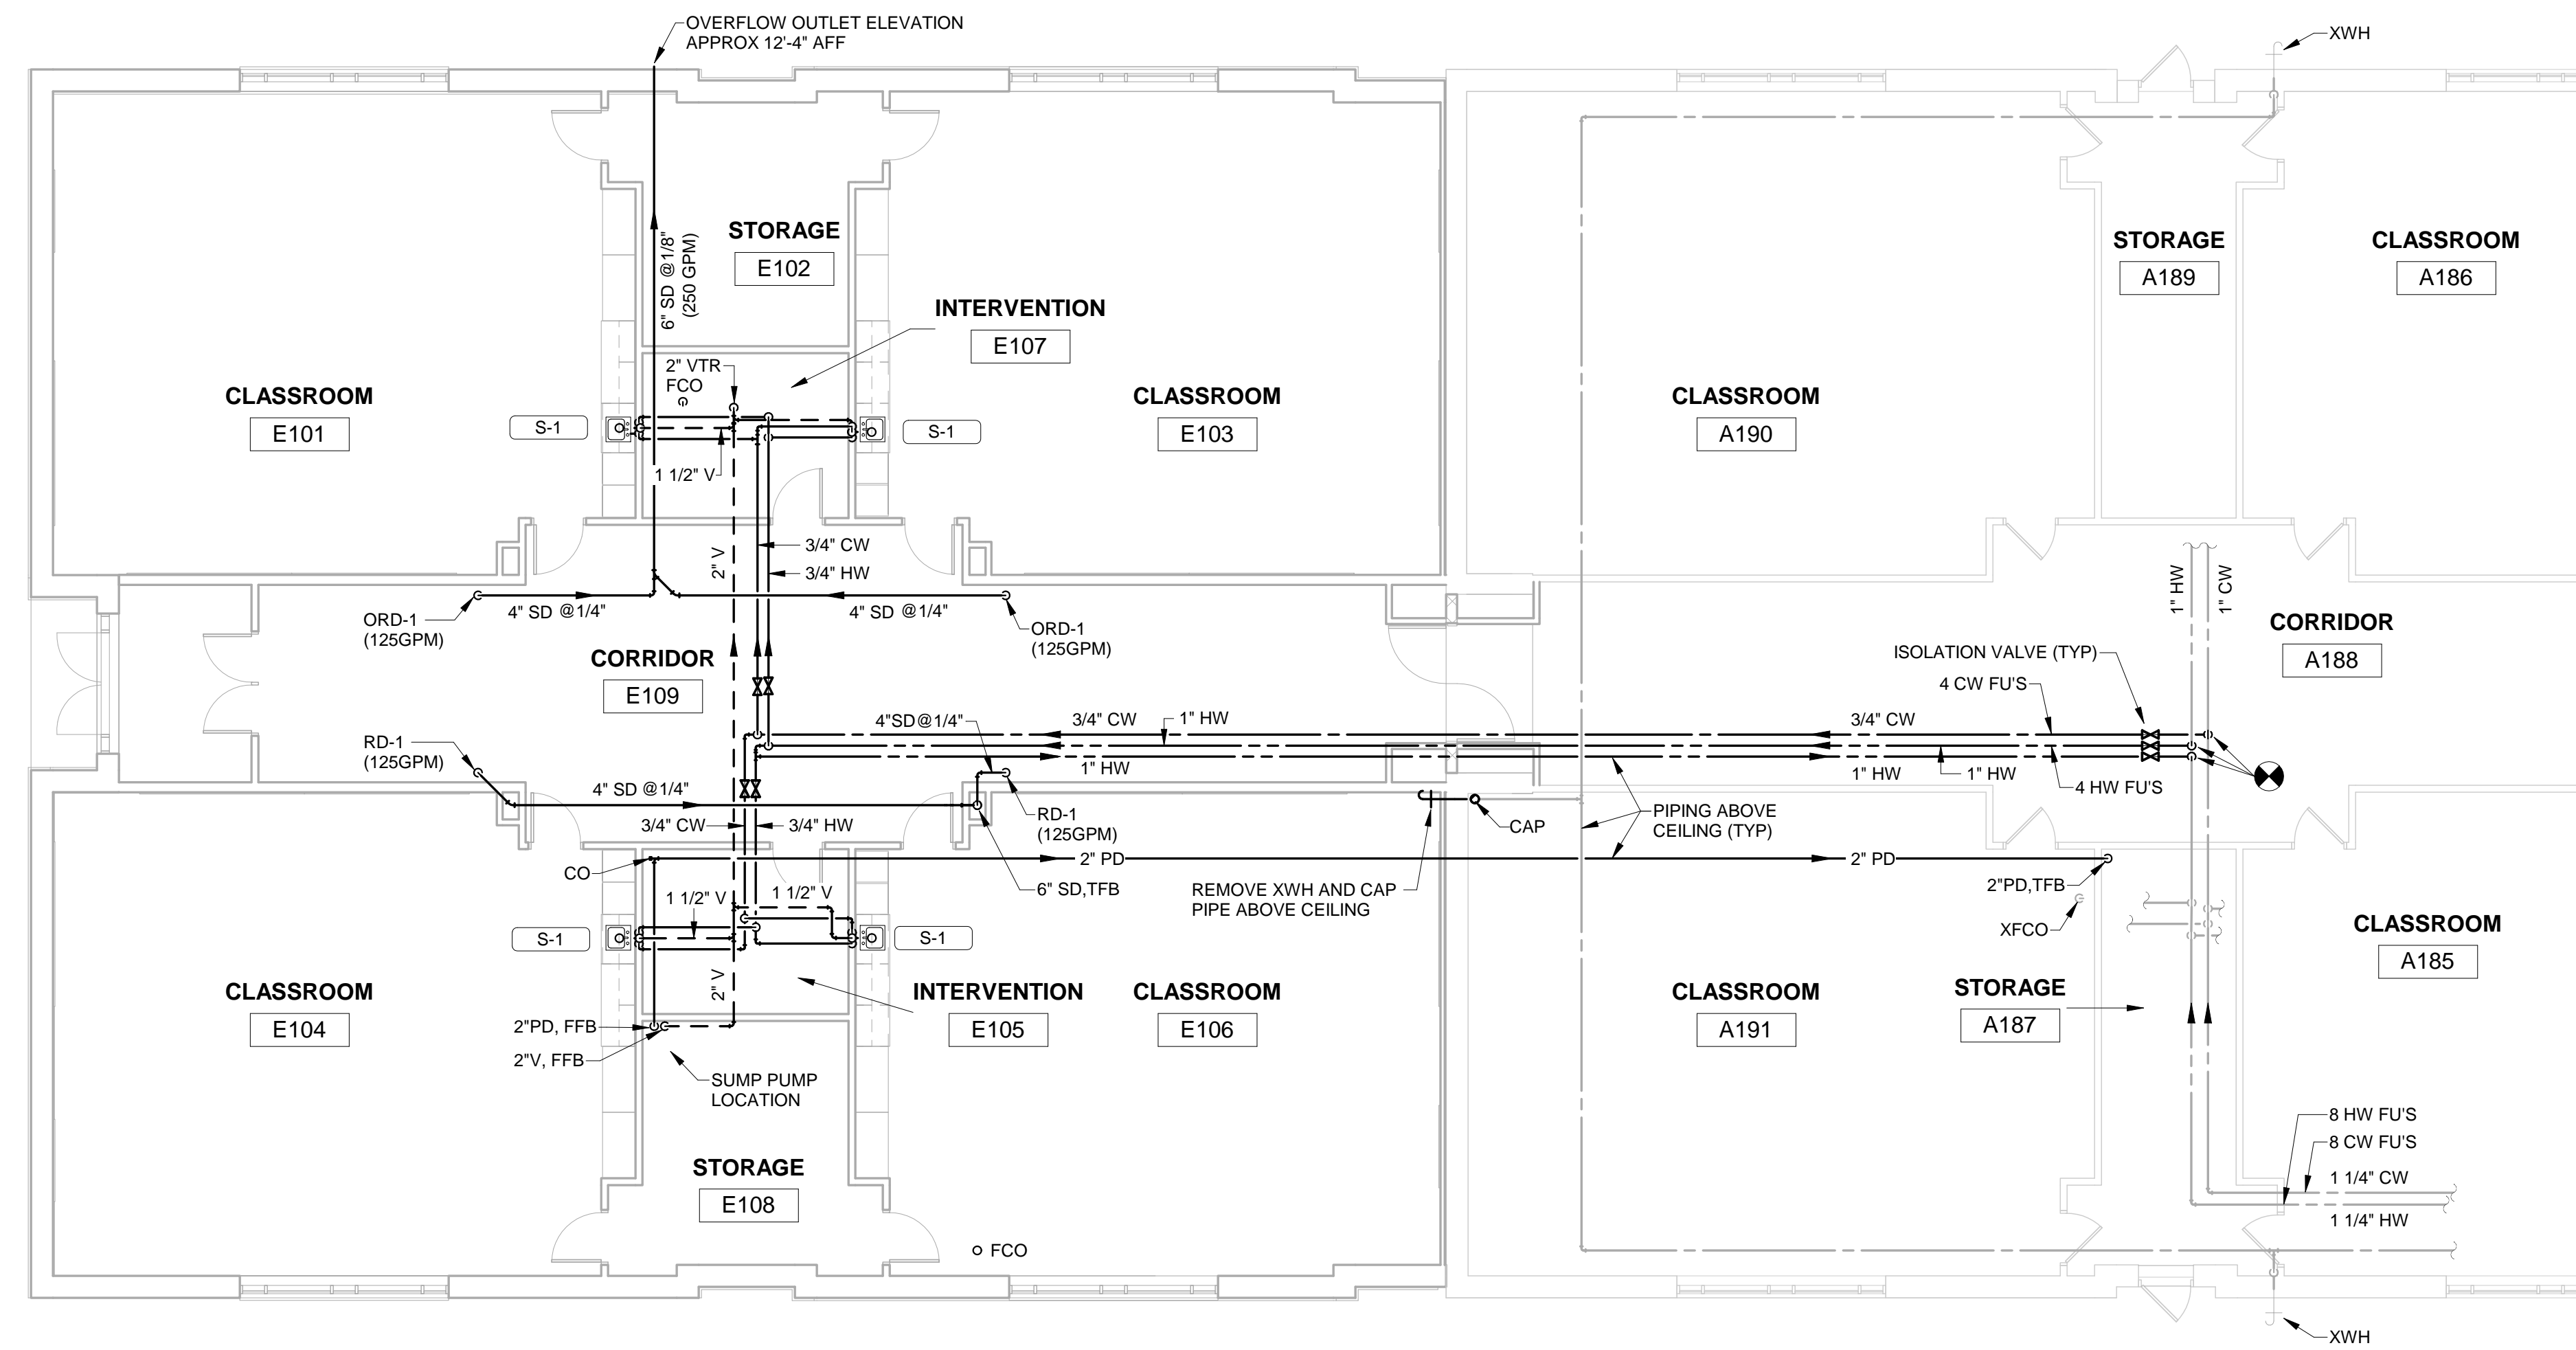 OVERFLOW OUTLET ELEVATION
APPROX 12'-4" AFF
XWH
STORAGE
E102
6" SD @1/8"
(250 GPM)
STORAGE
A189
CLASSROOM
A186
INTERVENTION
E107
2" VTR
FCO
CLASSROOM
E101
S-1
S-1
CLASSROOM
E103
CLASSROOM
A190
1 1/2" V
2" V
3/4" CW
3/4" HW
1" HW
1" CW
4" SD @1/4"
4" SD @1/4"
ORD-1
(125GPM)
ORD-1
(125GPM)
CORRIDOR
E109
CORRIDOR
A188
ISOLATION VALVE (TYP)
4 CW FU'S
RD-1
(125GPM)
4"SD@1/4"
3/4" CW
1" HW
3/4" CW
1" HW
1" HW
1" HW
4 HW FU'S
4" SD @1/4"
3/4" CW
3/4" HW
RD-1
(125GPM)
CAP
PIPING ABOVE
CEILING (TYP)
CO
2" PD
2" PD
1 1/2" V
1 1/2" V
6" SD,TFB
REMOVE XWH AND CAP
PIPE ABOVE CEILING
2"PD,TFB
XFCO
S-1
S-1
CLASSROOM
A185
CLASSROOM
E104
2" V
INTERVENTION
E105
CLASSROOM
E106
CLASSROOM
A191
STORAGE
A187
2"PD, FFB
2"V, FFB
SUMP PUMP
LOCATION
8 HW FU'S
8 CW FU'S
1 1/4" CW
1 1/4" HW
STORAGE
E108
FCO
XWH